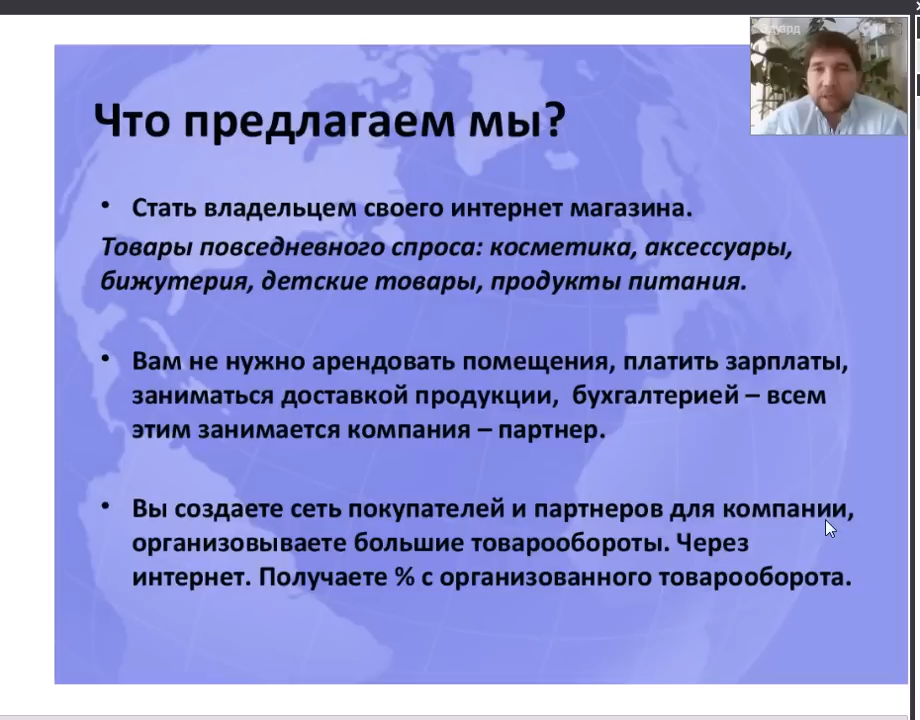 Что предлагаем мы?
• Стать владельцем своего интернет магазина.
Товары повседневного спроса: косметика, аксессуары,
бижутерия, детские товары, продукты питания.
• Вам не нужно арендовать помещения, платить зарплаты,
заниматься доставкой продукции,  бухгалтерией – всем
этим занимается компания – партнер.
• Вы создаете сеть покупателей и партнеров для компании,
организовываете большие товарообороты. Через
интернет. Получаете % с организованного товарооборота.